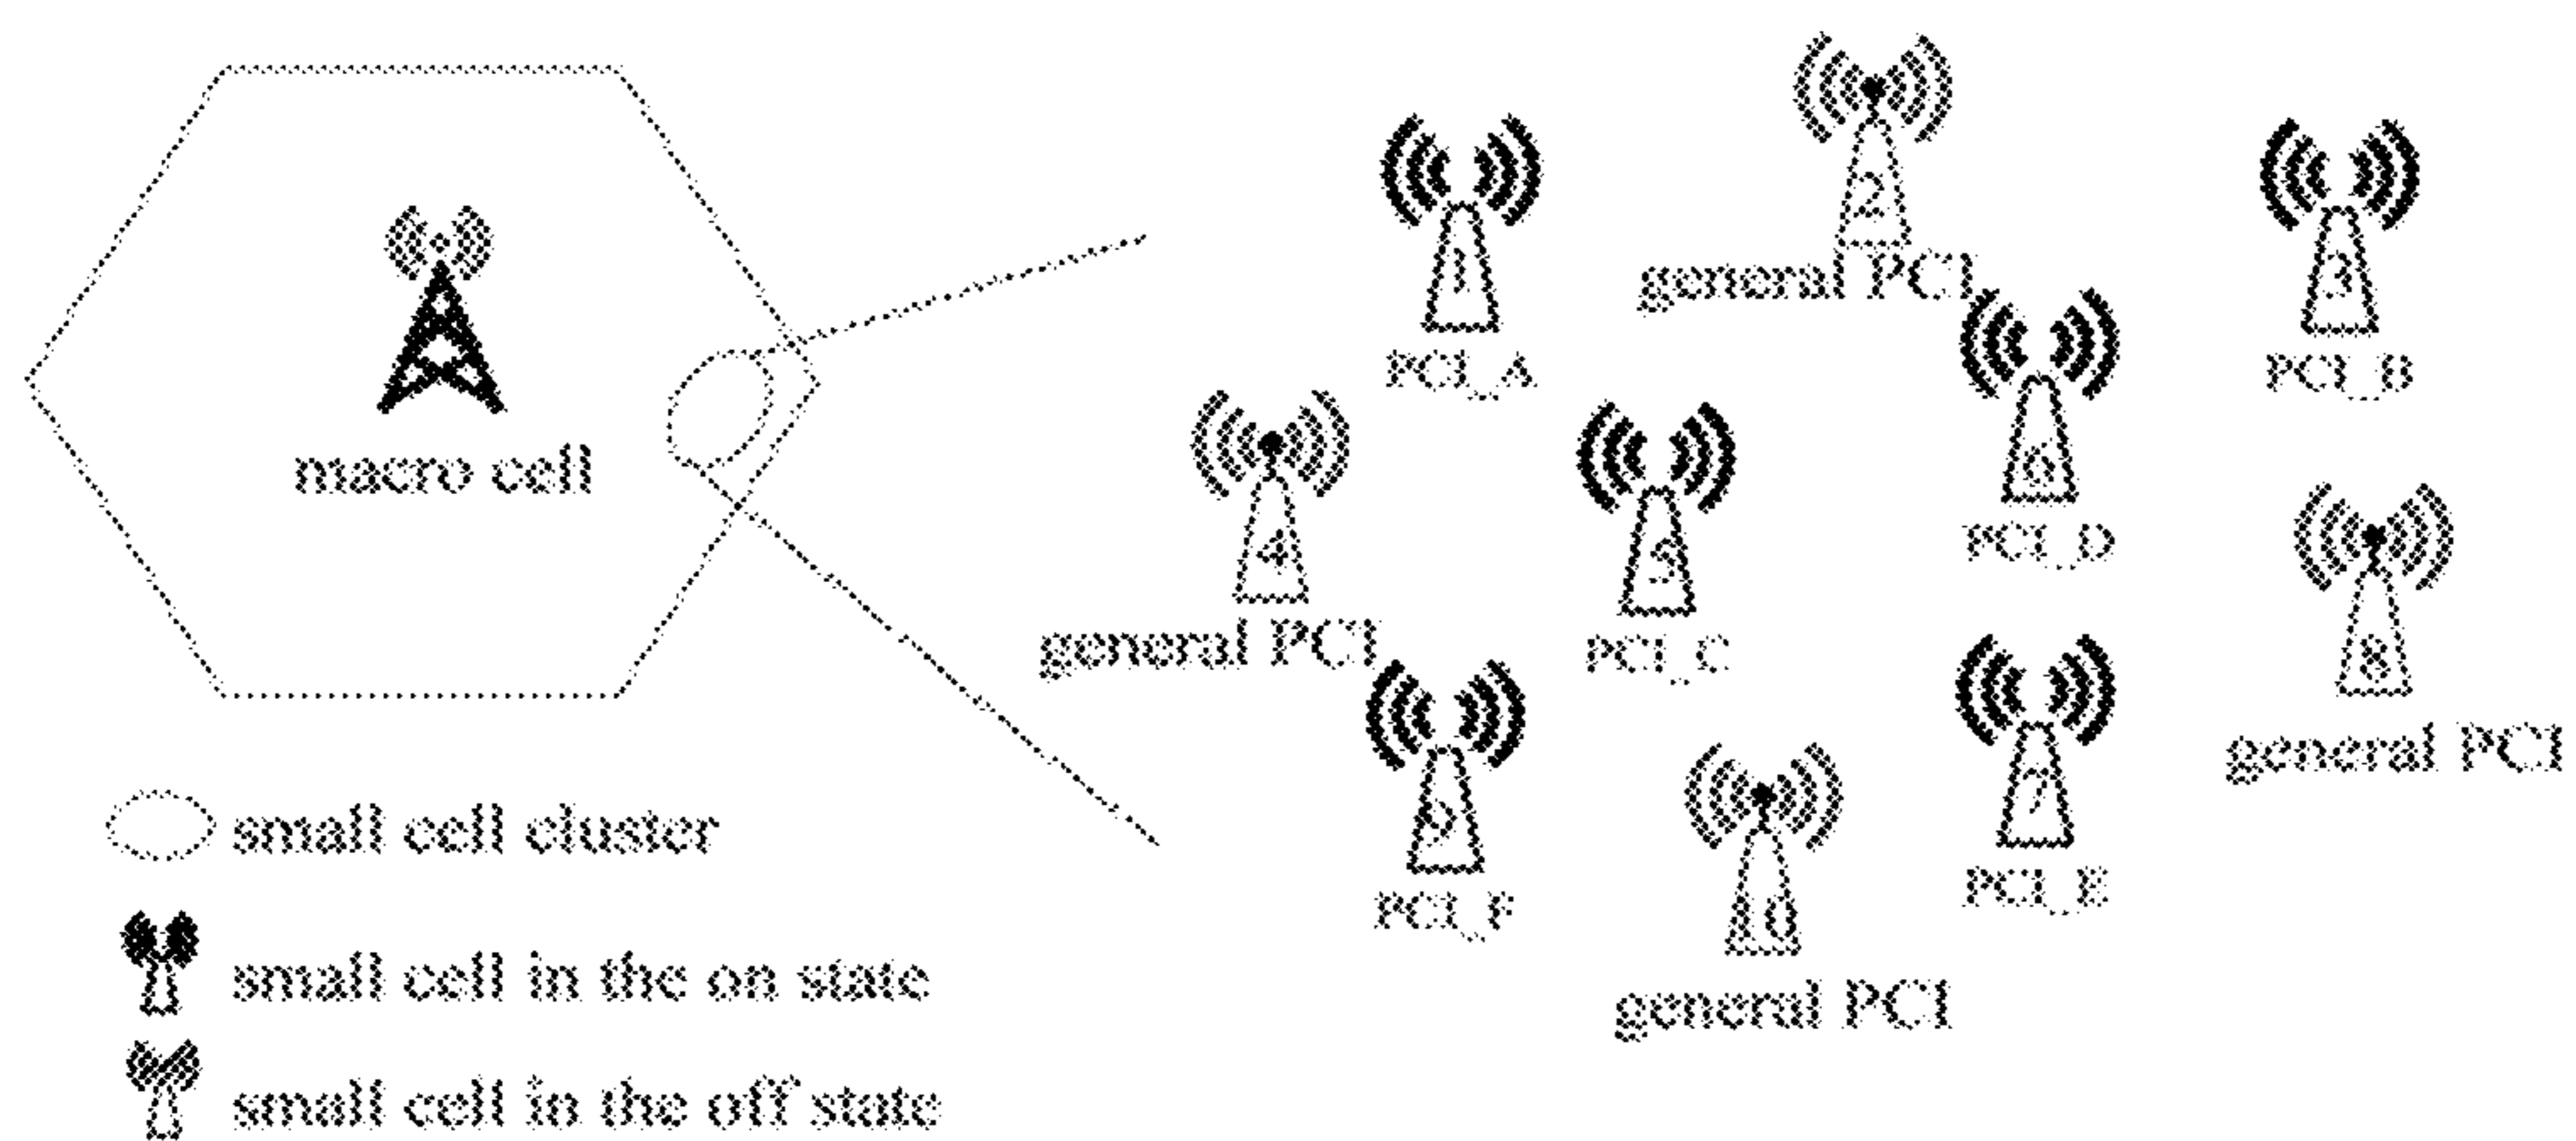 2
1
3
general PCI
PCI_A
PCI_B
6
4
5
macro cell
PCI_D
8
general PCI
PCI_C
7
general PCI
9
small cell cluster
PCI_E
PCI_F
10
small cell in the on state
general PCI
small cell in the off state